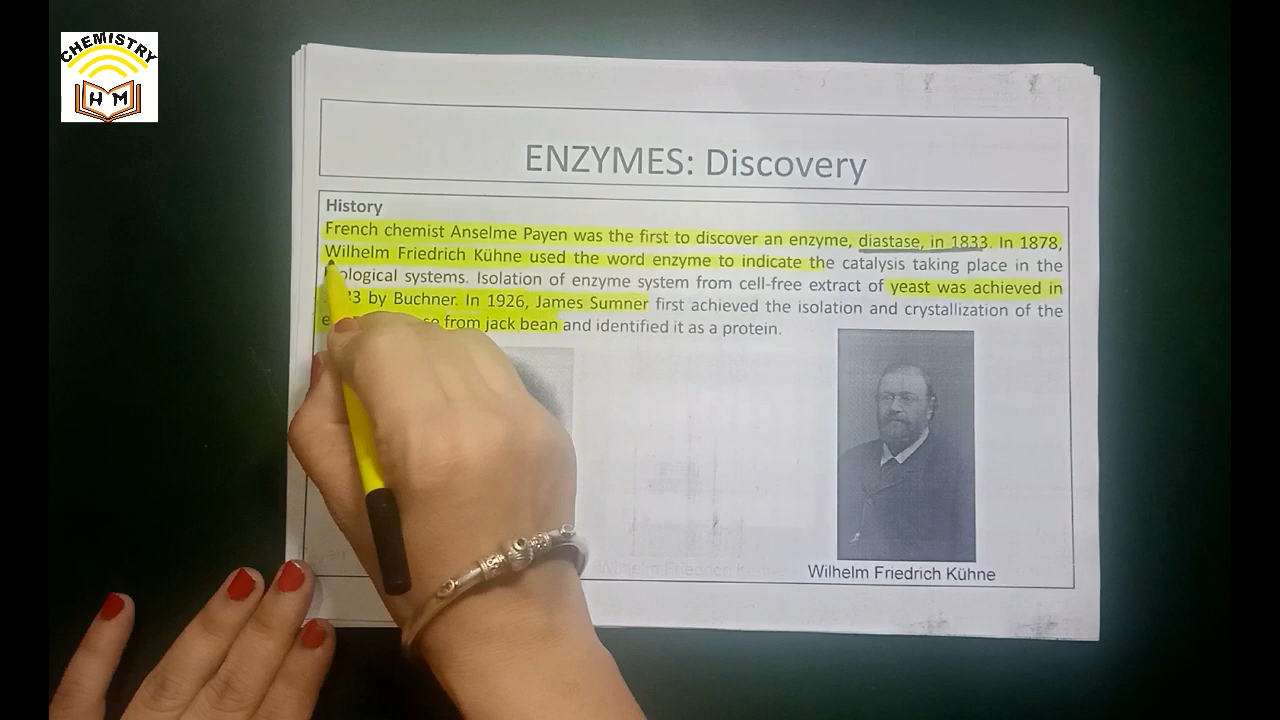 CHEMISTRY
H M
ENZYMES: Discovery
History
French chemist Anselme Payen was the first to discover an enzyme, diastase, in 1833. In 1878,
Wilhelm Friedrich Kühne used the word enzyme to indicate the catalysis taking place in the
biological systems. Isolation of enzyme system from cell-free extract of yeast was achieved in
83 by Buchner. In 1926, James Sumner first achieved the isolation and crystallization of the
from jack bean and identified it as a protein.
Wilhelm Friedrich Kühne